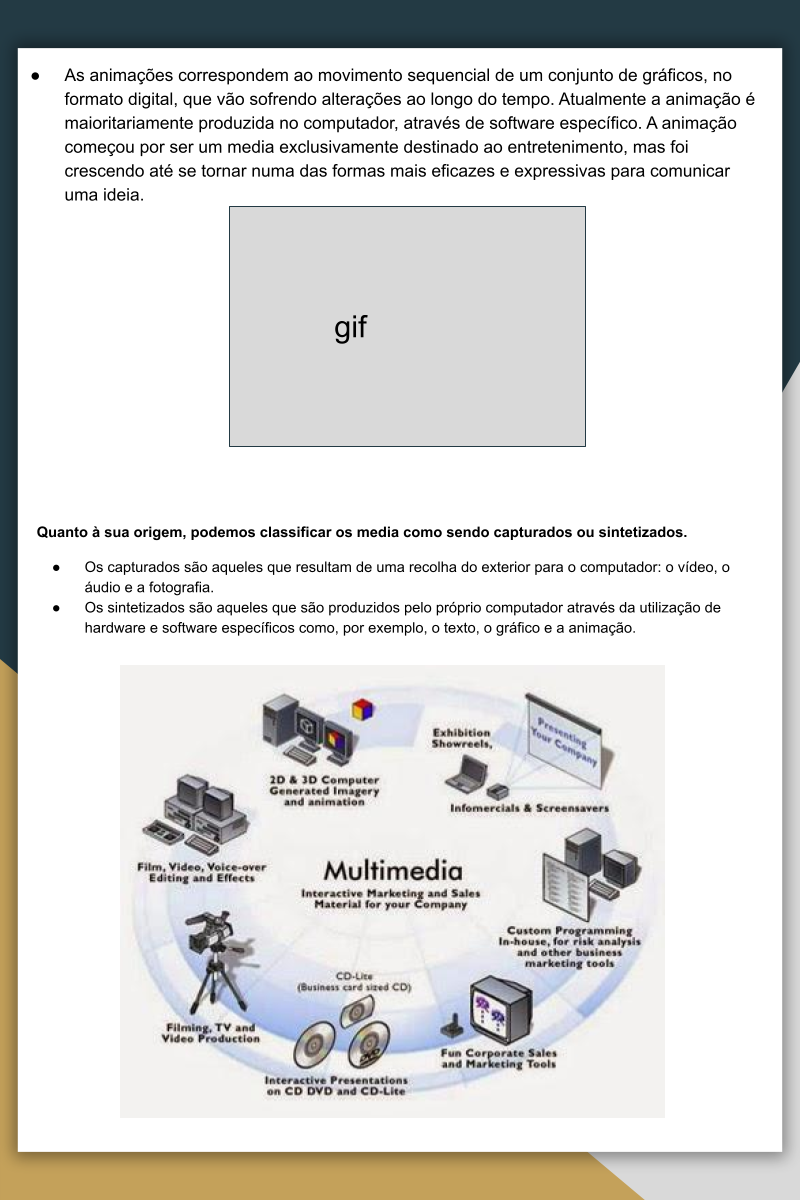 ● As animações correspondem ao movimento sequencial de um conjunto de gráficos, no
formato digital, que vão sofrendo alterações ao longo do tempo. Atualmente a animação é
maioritariamente produzida no computador, através de software específico. A animação
começou por ser um media exclusivamente destinado ao entretenimento, mas foi
crescendo até se tornar numa das formas mais eficazes e expressivas para comunicar
uma ideia.
gif
Quanto à sua origem, podemos classificar os media como sendo capturados ou sintetizados.
● Os capturados são aqueles que resultam de uma recolha do exterior para o computador: o vídeo, o
áudio e a fotografia.
● Os sintetizados são aqueles que são produzidos pelo próprio computador através da utilização de
hardware e software específicos como, por exemplo, o texto, o gráfico e a animação.
Presenting
Your Company
Exhibition
Showreels,
2D & 3D Computer
Generated Imagery
and animation
Infomercials & Screensavers
Film, Video, Voice-over
Editing and Effects
Multimedia
Interactive Marketing and Sales
Material for your Company
Custom Programming
In-house, for risk analysis
and other business
marketing tools
CD-Lite
(Business card sized CD)
Filming, TV and
Video Production
DVD
Fun Corporate Sales
and Marketing Tools
Interactive Presentations
on CD DVD and CD-Lite